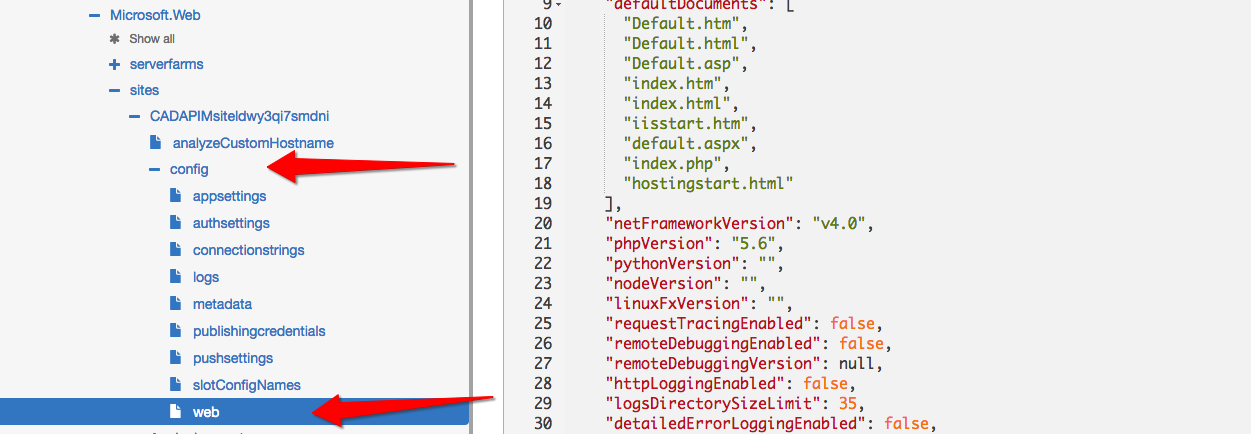 Microsoft.Web
Show all
serverfarms
sites
CADAPIMsiteldwy3qi7smdni
analyzeCustomHostname
config
appsettings
authsettings
connectionstrings
logs
metadata
publishingcredentials
pushsettings
slotConfigNames
web
9 "defaultDocuments": [
10 "Default.htm",
11 "Default.html",
12 "Default.asp",
13 "index.htm",
14 "index.html",
15 "iisstart.htm",
16 "default.aspx",
17 "index.php",
18 "hostingstart.html"
19 ],
20 "netFrameworkVersion": "v4.0",
21 "phpVersion": "5.6",
22 "pythonVersion": "",
23 "nodeVersion": "",
24 "linuxFxVersion": "",
25 "requestTracingEnabled": false,
26 "remoteDebuggingEnabled": false,
27 "remoteDebuggingVersion": null,
28 "httpLoggingEnabled": false,
29 "logsDirectorySizeLimit": 35,
30 "detailedErrorLoggingEnabled": false,